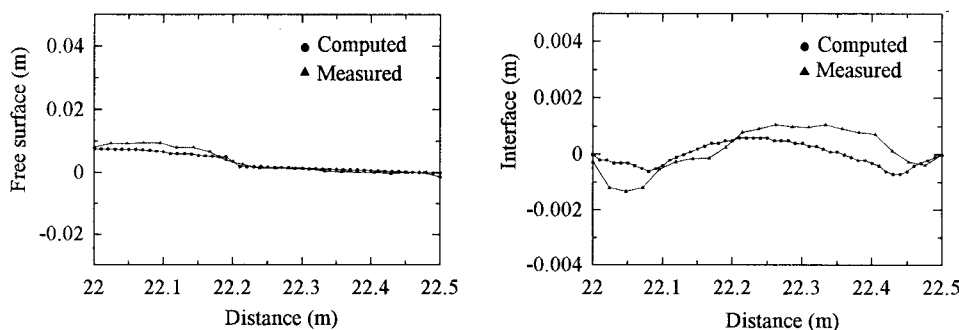 Free surface (m)
0.04
0.02
0
-0.02
Computed
Measured
22 22.1 22.2 22.3 22.4 22.5
Distance (m)
Interface (m)
0.004
0.002
0
-0.002
-0.004
Computed
Measured
22 22.1 22.2 22.3 22.4 22.5
Distance (m)